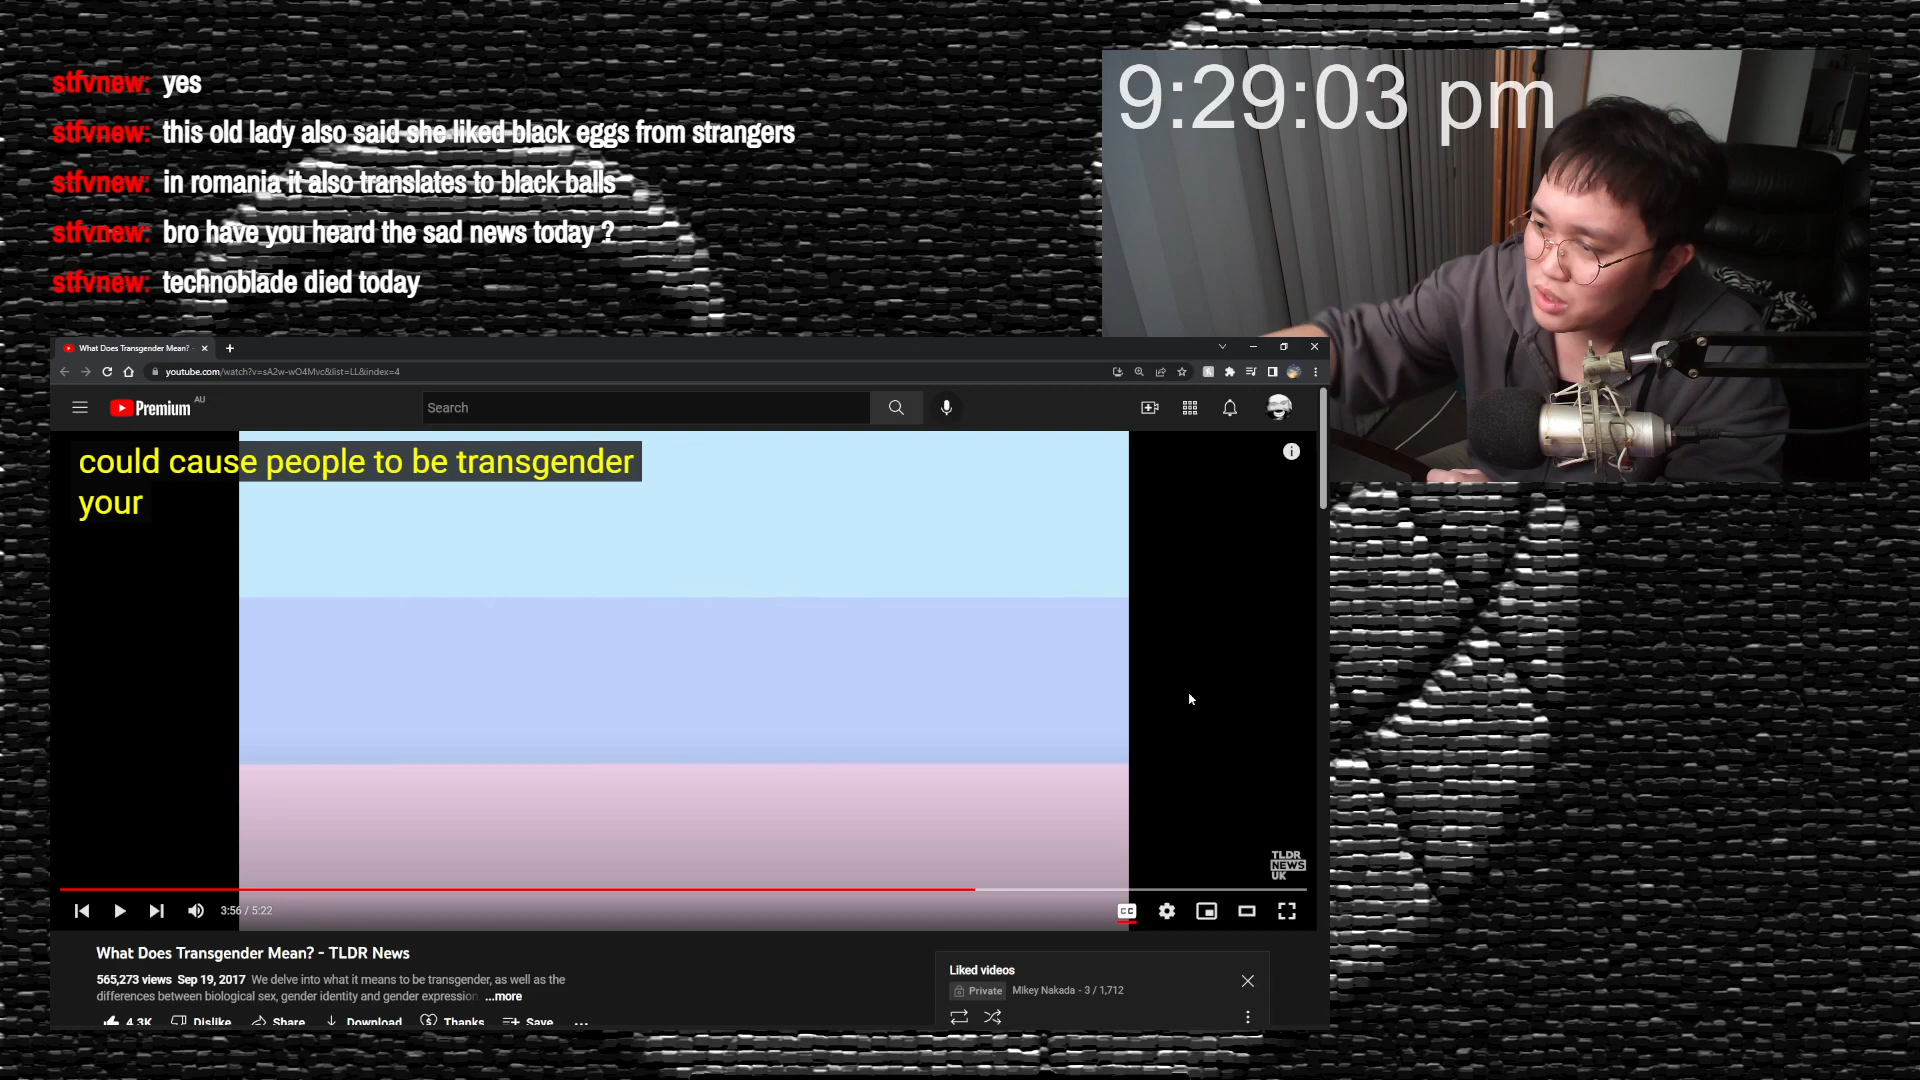 stfvnew: yes
stfvnew: this old lady also said she liked black eggs from strangers
stfvnew: in romania it also translates to black balls
stfvnew: bro have you heard the sad news today ?
stfvnew: technoblade died today
9:29:03 pm
What Does Transgender Mean? -
youtube.com/watch?v=sA2w-wO4Mvc&list=LL&index=4
Premium AU
Search
could cause people to be transgender
your
TLDR
NEWS
UK
3:56 / 5:22
CC
What Does Transgender Mean? - TLDR News
565,273 views Sep 19, 2017 We delve into what it means to be transgender, as well as the
differences between biological sex, gender identity and gender expression ...more
4.3K Dislike Share Download Thanks Save ...
Liked videos
Private Mikey Nakada - 3 / 1,712